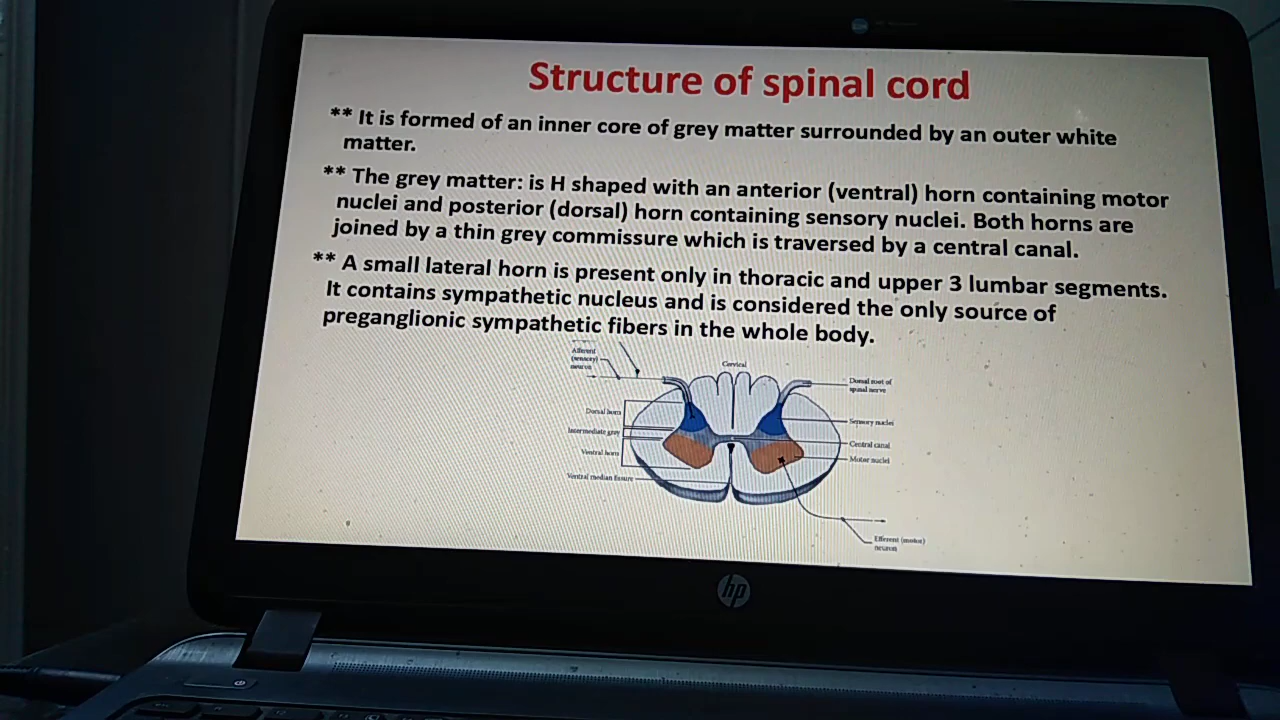 Structure of spinal cord
** It is formed of an inner core of grey matter surrounded by an outer white
matter.
** The grey matter: is H shaped with an anterior (ventral) horn containing motor
nuclei and posterior (dorsal) horn containing sensory nuclei. Both horns are
joined by a thin grey commissure which is traversed by a central canal.
** A small lateral horn is present only in thoracic and upper 3 lumbar segments.
It contains sympathetic nucleus and is considered the only source of
preganglionic sympathetic fibers in the whole body.
Afferent
(sensory)
neuron
Cervical
Dorsal root of
spinal nerve
Dorsal horn
Sensory nuclei
Intermediate grey
Central canal
Ventral horn
Motor nuclei
Ventral median fissure
Efferent (motor)
neuron
hp